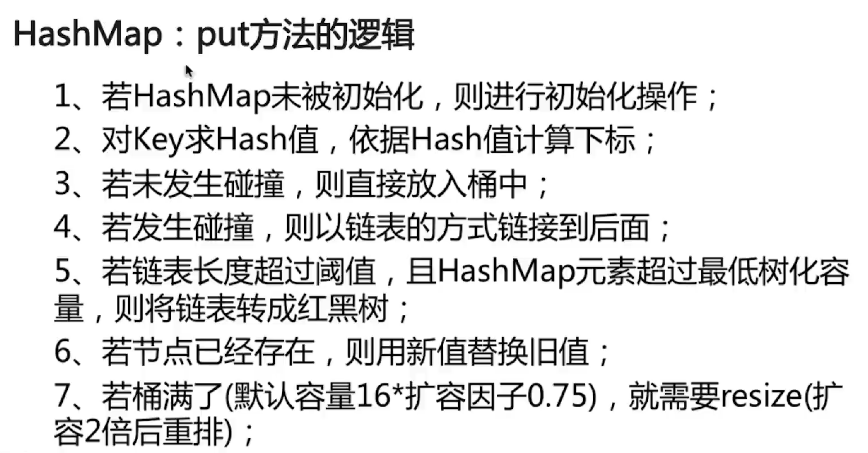 HashMap：put方法的逻辑
1、若HashMap未被初始化，则进行初始化操作；
2、对Key求Hash值，依据Hash值计算下标；
3、若未发生碰撞，则直接放入桶中；
4、若发生碰撞，则以链表的方式链接到后面；
5、若链表长度超过阈值，且HashMap元素超过最低树化容
量，则将链表转成红黑树；
6、若节点已经存在，则用新值替换旧值；
7、若桶满了(默认容量16*扩容因子0.75)，就需要resize(扩
容2倍后重排)；